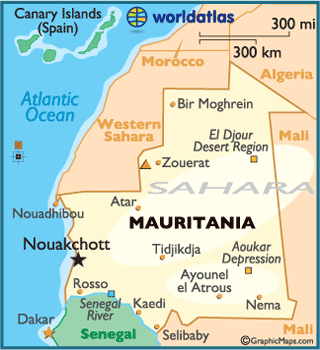 Canary Islands
(Spain)
worldatlas
300 mi
300 km
Morocco
Algeria
Atlantic
Ocean
Bir Moghrein
Western
Sahara
El Djour
Desert Region
Mali
Zouerat
SAHARA
Nouadhibou
Atar
MAURITANIA
Nouakchott
Tidjikdja
Aoukar
Depression
Ayounel
el Atrous
Rosso
Senegal
River
Kaedi
Nema
Dakar
Senegal
Selibaby
Mali
©GraphicMaps.com